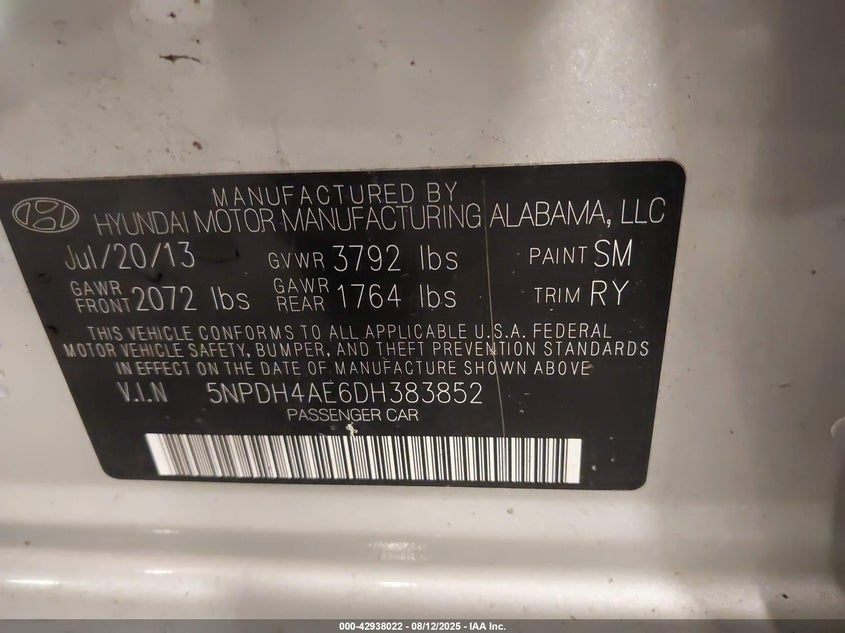 MANUFACTURED BY
HYUNDAI MOTOR MANUFACTURING ALABAMA, LLC
Jul/20/13 GVWR 3792 lbs PAINT SM
GAWR FRONT 2072 lbs GAWR REAR 1764 lbs TRIM RY
THIS VEHICLE CONFORMS TO ALL APPLICABLE U.S.A. FEDERAL
MOTOR VEHICLE SAFETY, BUMPER, AND THEFT PREVENTION STANDARDS
IN EFFECT ON THE DATE OF MANUFACTURE SHOWN ABOVE.
V.I.N 5NPDH4AE6DH383852
PASSENGER CAR
000-42938022 - 08/12/2025 - IAA Inc.